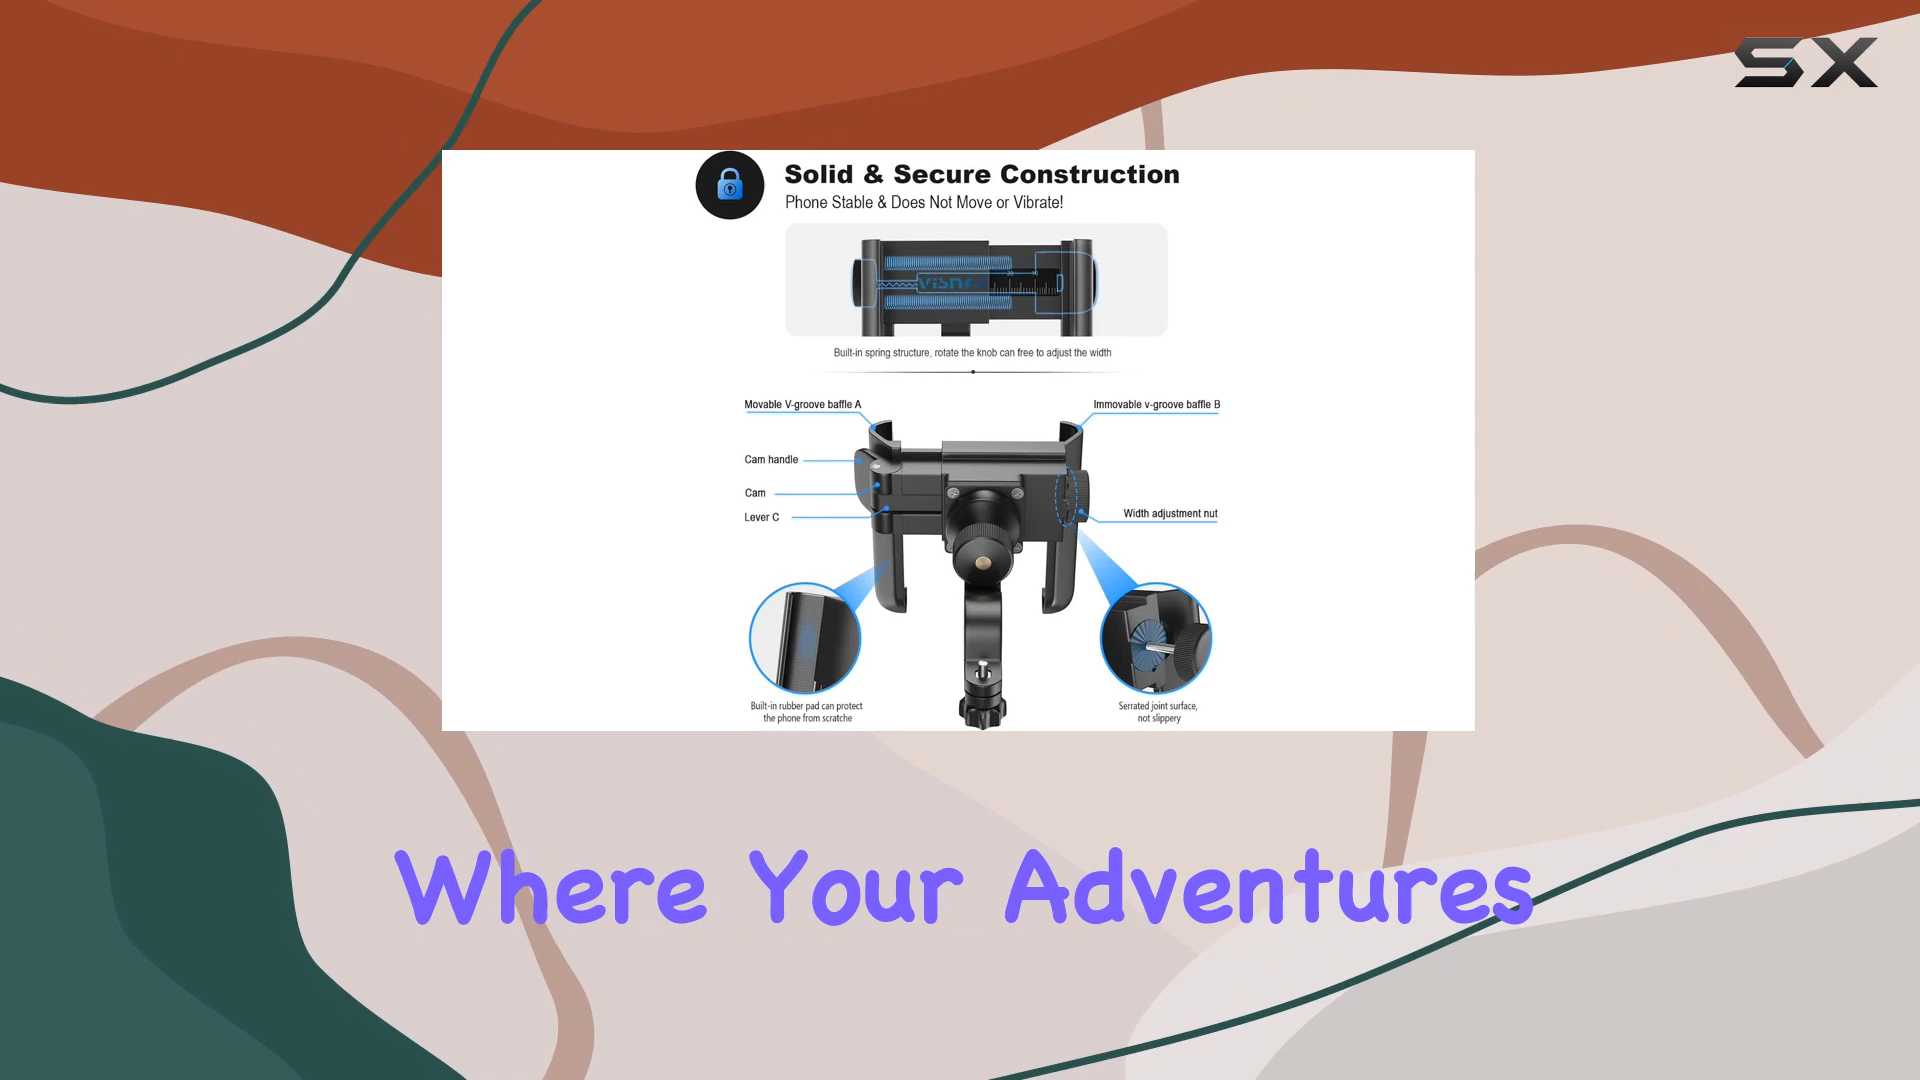 SX
Solid & Secure Construction
Phone Stable & Does Not Move or Vibrate!
Built-in spring structure, rotate the knob can free to adjust the width
Movable V-groove baffle A
Immovable v-groove baffle B
Cam handle
Cam
Lever C
Width adjustment nut
Built-in rubber pad can protect
the phone from scratche
Serrated joint surface,
not slippery
Where Your Adventures